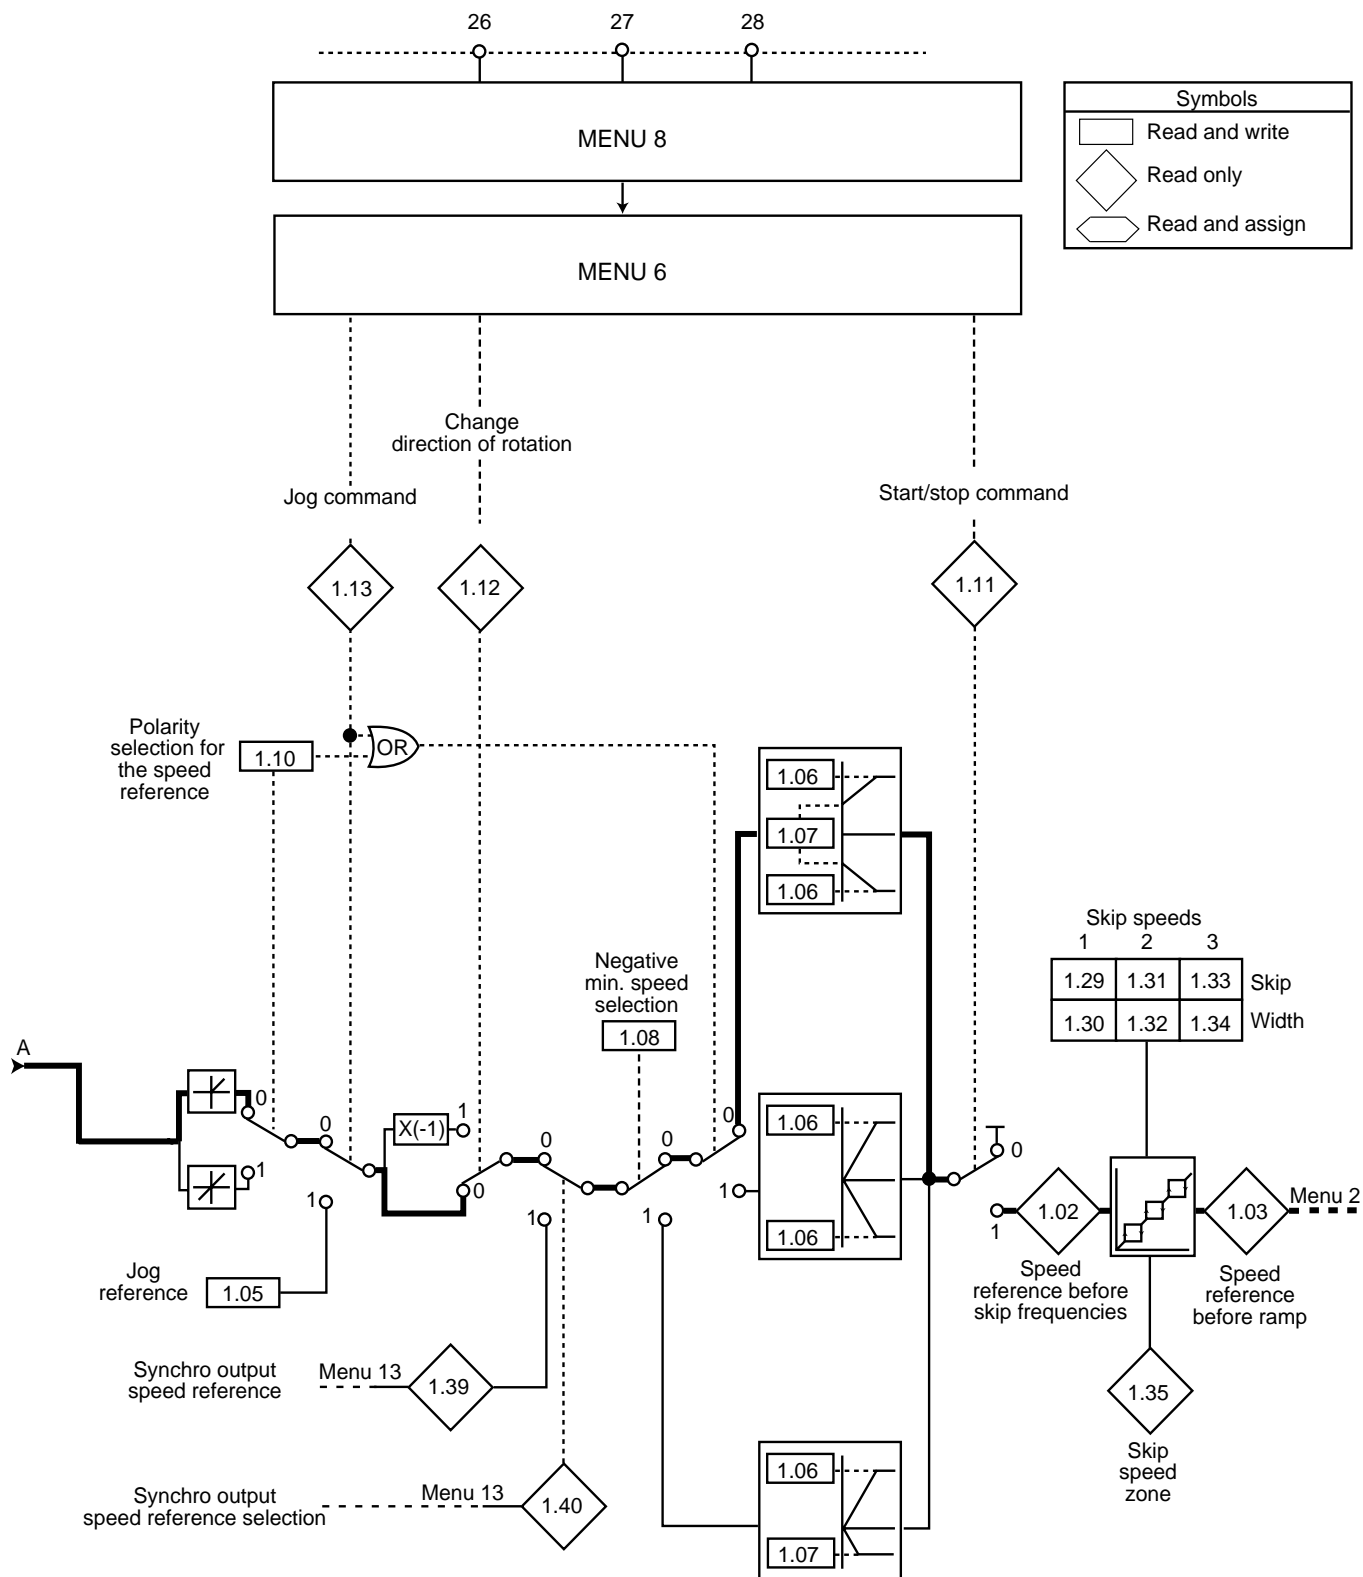 26 27 28
MENU 8
Symbols
Read and write
Read only
Read and assign
MENU 6
Change
direction of rotation
Jog command
Start/stop command
1.13
1.12
1.11
Polarity
selection for
the speed
reference
1.10
OR
1.06
1.07
1.06
Skip speeds
1 2 3
1.29 1.31 1.33 Skip
1.30 1.32 1.34 Width
Negative
min. speed
selection
1.08
A
0
1
0
1
X(-1)
1
0
0
1
0
1
0
1
1.06
1.06
0
1
1.02
Speed
reference before
skip frequencies
1.03
Menu 2
Speed
reference
before ramp
Jog
reference
1.05
Synchro output
speed reference
Menu 13
1.39
1.35
Skip
speed
zone
Synchro output
speed reference selection
Menu 13
1.40
1.06
1.07